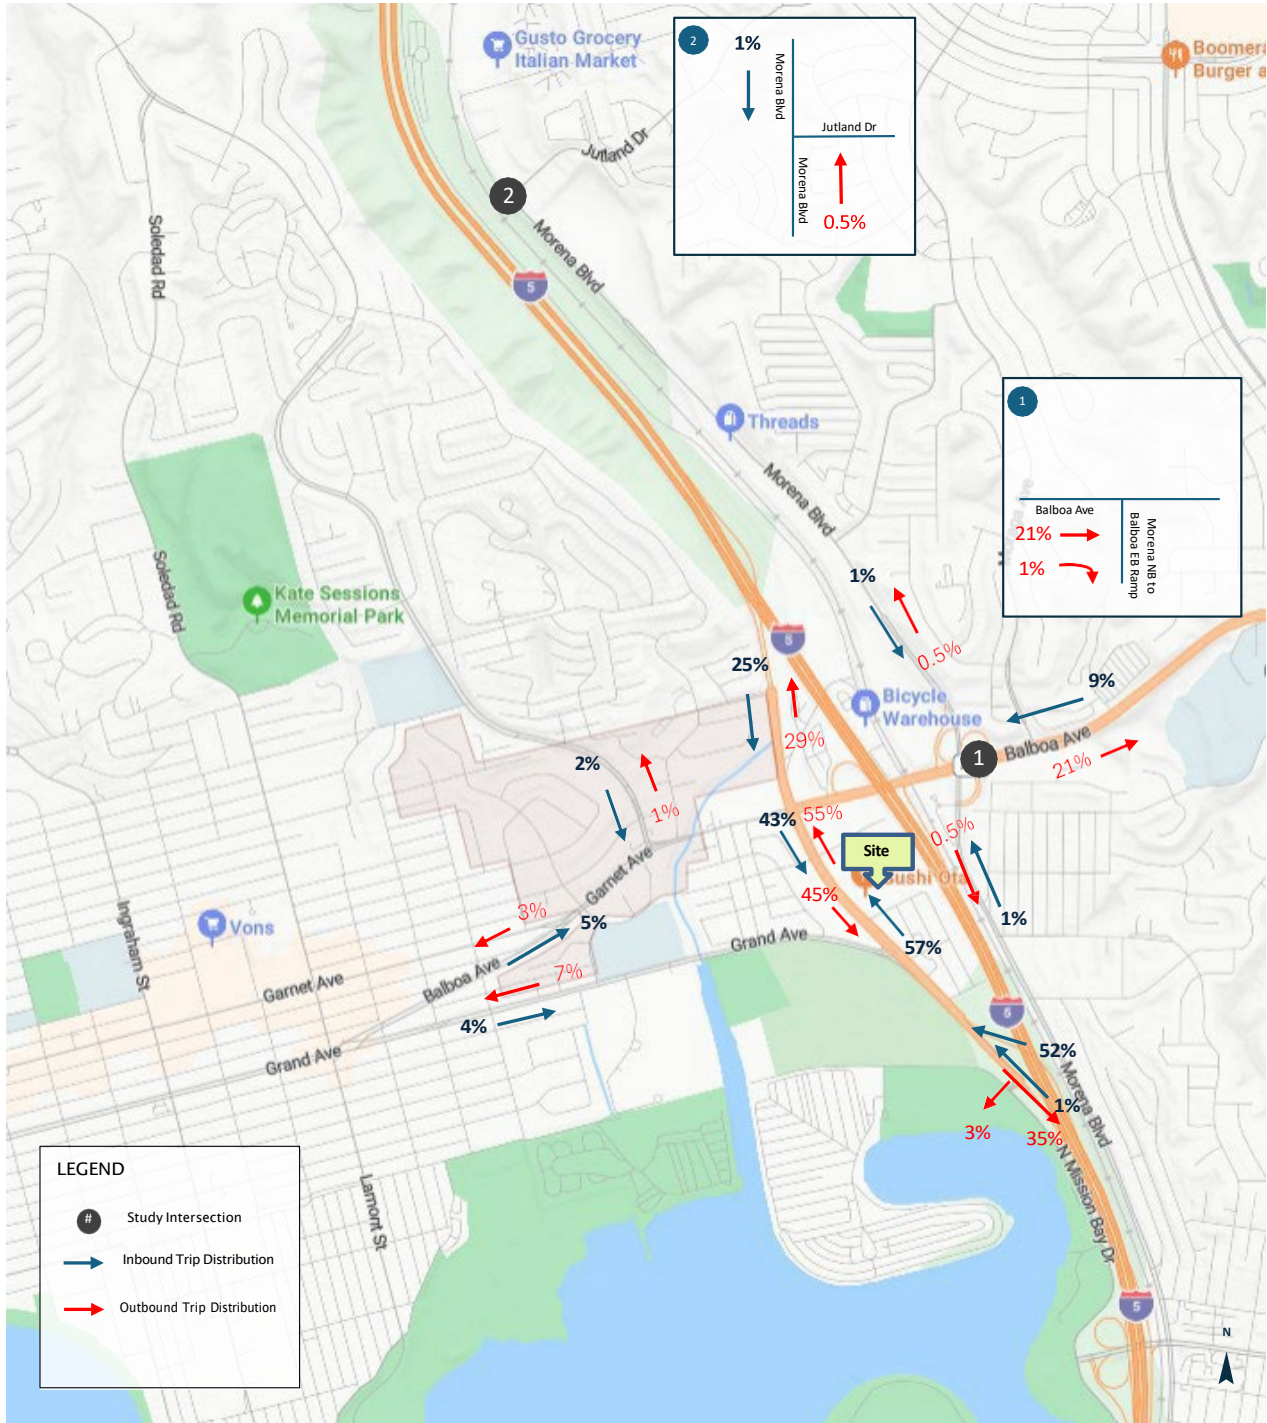 Gusto Grocery
Italian Market
2
1%
Morena Blvd
Jutland Dr
Morena Blvd
0.5%
Boomera
Burger a
Jutland Dr
2
Morena Blvd
5
Soledad Rd
Threads
1
Balboa Ave
21%
1%
Morena NB to
Balboa EB Ramp
Morena Blvd
Soledad Rd
Kate Sessions
Memorial Park
1%
0.5%
5
25%
9%
Bicycle
Warehouse
29%
1
Balboa Ave
21%
2%
1%
43%
55%
0.5%
Site
Sushi Ota
Garnet Ave
45%
1%
Ingraham St
Vons
3%
5%
57%
Grand Ave
Balboa Ave
7%
Garnet Ave
4%
5
Grand Ave
52%
Morena Blvd
1%
3%
35%
N Mission Bay Dr
Lamont St
5
LEGEND
# Study Intersection
Inbound Trip Distribution
Outbound Trip Distribution
N